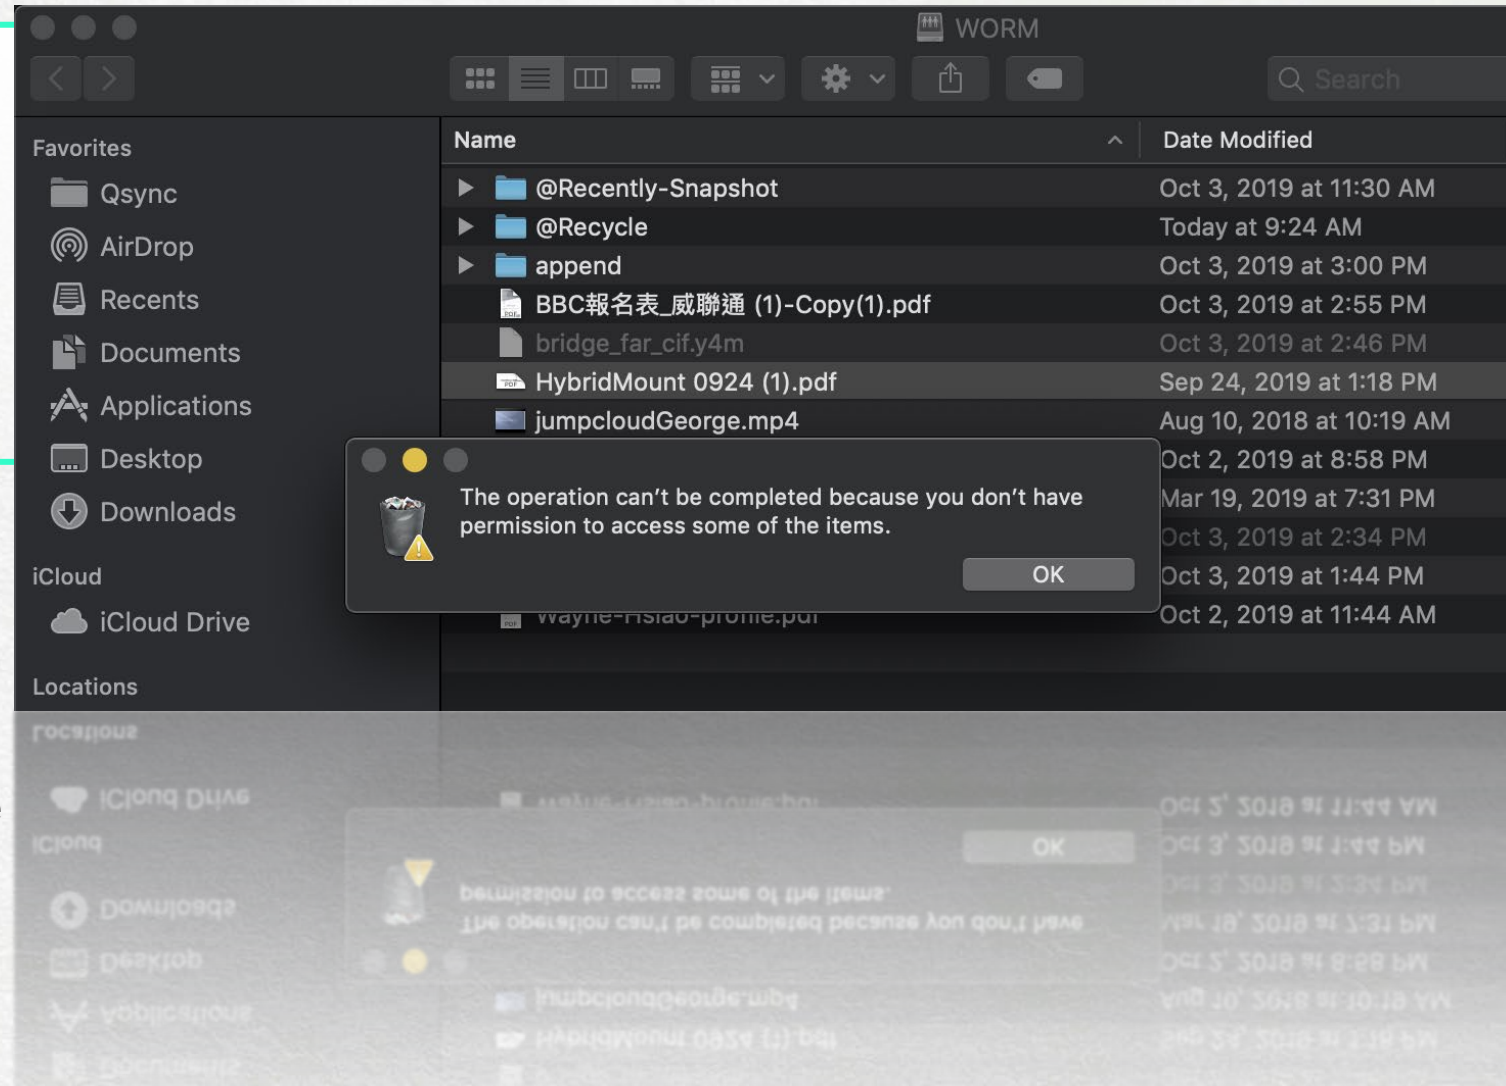 WORM
Search
Favorites
Qsync
AirDrop
Recents
Documents
Applications
Desktop
Downloads
iCloud
iCloud Drive
Locations
Name Date Modified
@Recently-Snapshot Oct 3, 2019 at 11:30 AM
@Recycle Today at 9:24 AM
append Oct 3, 2019 at 3:00 PM
BBC報名表_威聯通 (1)-Copy(1).pdf Oct 3, 2019 at 2:55 PM
bridge_far_cif.y4m Oct 3, 2019 at 2:46 PM
HybridMount 0924 (1).pdf Sep 24, 2019 at 1:18 PM
jumpcloudGeorge.mp4 Aug 10, 2018 at 10:19 AM
Oct 2, 2019 at 8:58 PM
Mar 19, 2019 at 7:31 PM
Oct 3, 2019 at 2:34 PM
Oct 3, 2019 at 1:44 PM
Wayne-Hsiao-profile.pdf Oct 2, 2019 at 11:44 AM
The operation can't be completed because you don't have
permission to access some of the items.
OK